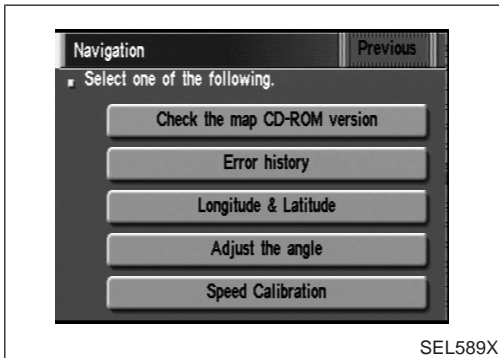 Navigation
Previous
Select one of the following.
Check the map CD-ROM version
Error history
Longitude & Latitude
Adjust the angle
Speed Calibration
SEL589X